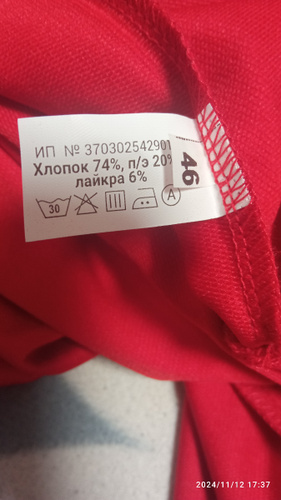 ИП № 370302542901
Хлопок 74%, п/э 20%
лайкра 6%
46
30
A
2024/11/12 17:37